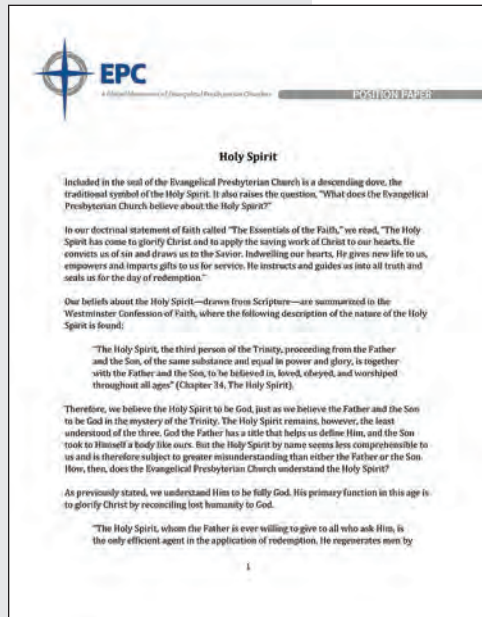 EPC
A Global Movement of Evangelical Presbyterian Churches
POSITION PAPER
Holy Spirit
Included in the seal of the Evangelical Presbyterian Church is a descending dove, the
traditional symbol of the Holy Spirit. It also raises the question, "What does the Evangelical
Presbyterian Church believe about the Holy Spirit?"
In our doctrinal statement of faith called "The Essentials of the Faith," we read, "The Holy
Spirit has come to glorify Christ and to apply the saving work of Christ to our hearts. He
convicts us of sin and draws us to the Savior. Indwelling our hearts, He gives new life to us,
empowers and imparts gifts to us for service. He instructs and guides us into all truth and
seals us for the day of redemption."
Our beliefs about the Holy Spirit—drawn from Scripture—are summarized in the
Westminster Confession of Faith, where the following description of the nature of the Holy
Spirit is found:
"The Holy Spirit, the third person of the Trinity, proceeding from the Father
and the Son, of the same substance and equal in power and glory, is together
with the Father and the Son, to be believed in, loved, obeyed, and worshiped
throughout all ages" (Chapter 34, The Holy Spirit).
Therefore, we believe the Holy Spirit to be God, just as we believe the Father and the Son
to be God in the mystery of the Trinity. The Holy Spirit remains, however, the least
understood of the three. God the Father has a title that helps us define Him, and the Son
took to Himself a body like ours. But the Holy Spirit by name seems less comprehensible to
us and is therefore subject to greater misunderstanding than either the Father or the Son.
How, then, does the Evangelical Presbyterian Church understand the Holy Spirit?
As previously stated, we understand Him to be fully God. His primary function in this age is
to glorify Christ by reconciling lost humanity to God.
"The Holy Spirit, whom the Father is ever willing to give to all who ask Him, is
the only efficient agent in the application of redemption. He regenerates men by
1